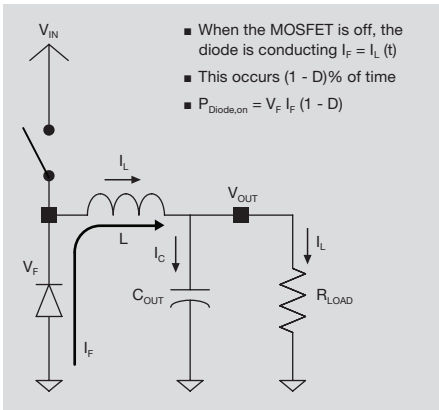 V_IN
■ When the MOSFET is off, the
diode is conducting I_F = I_L (t)
■ This occurs (1 - D)% of time
■ P_Diode,on = V_F I_F (1 - D)
I_L
V_OUT
L
I_C
I_L
V_F
C_OUT
R_LOAD
I_F